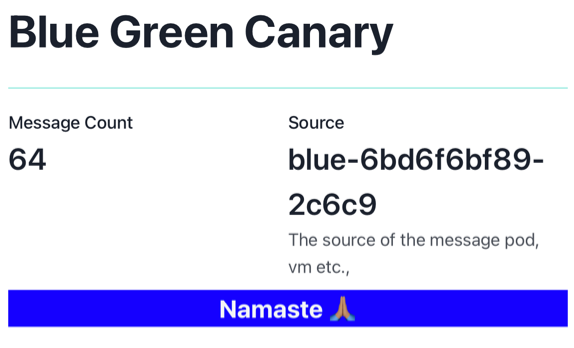 Blue Green Canary
Message Count
64
Source
blue-6bd6f6bf89-
2c6c9
The source of the message pod,
vm etc.,
Namaste 🙏🏽